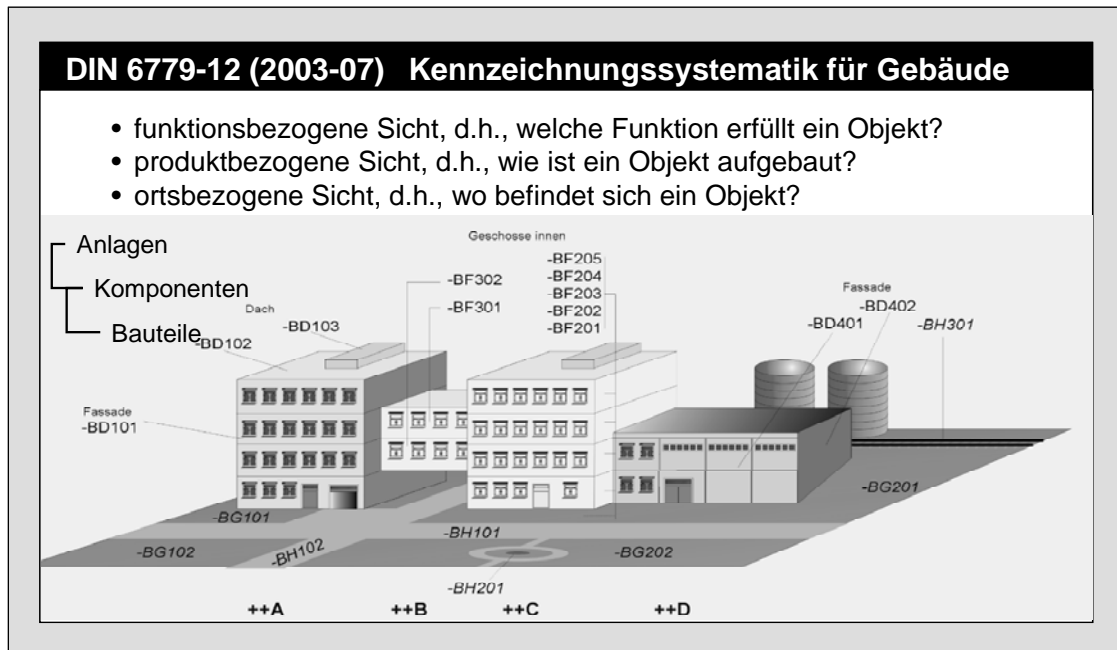 DIN 6779-12 (2003-07) Kennzeichnungssystematik für Gebäude
• funktionsbezogene Sicht, d.h., welche Funktion erfüllt ein Objekt?
• produktbezogene Sicht, d.h., wie ist ein Objekt aufgebaut?
• ortsbezogene Sicht, d.h., wo befindet sich ein Objekt?
Anlagen
Komponenten
Bauteile
Dach
-BD103
-BD102
Fassade
-BD101
-BF302
-BF301
Geschosse innen
-BF205
-BF204
-BF203
-BF202
-BF201
Fassade
-BD402
-BD401
-BH301
-BG201
-BG101
-BH101
-BG102
-BH102
-BG202
-BH201
++A ++B ++C ++D